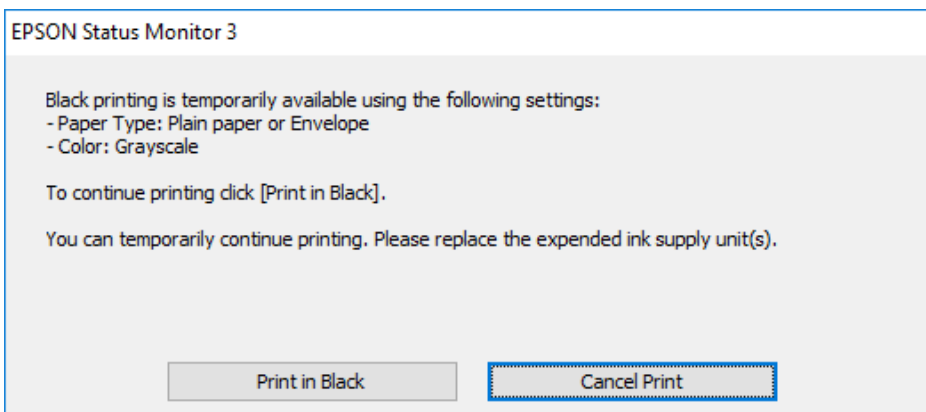 EPSON Status Monitor 3
Black printing is temporarily available using the following settings:
- Paper Type: Plain paper or Envelope
- Color: Grayscale
To continue printing click [Print in Black].
You can temporarily continue printing. Please replace the expended ink supply unit(s).
Print in Black
Cancel Print